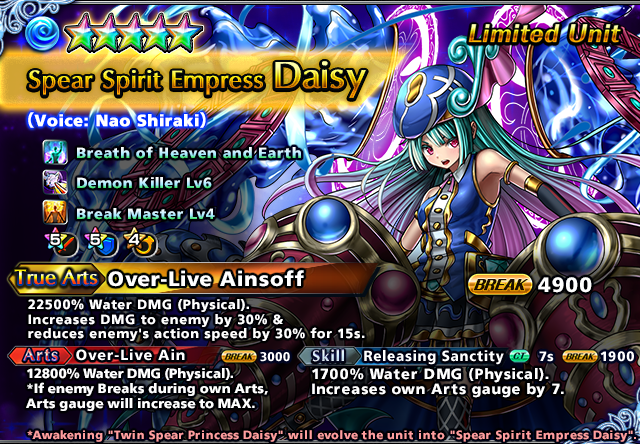 Limited Unit
Spear Spirit Empress Daisy
(Voice: Nao Shiraki)
Breath of Heaven and Earth
Demon Killer Lv6
Break Master Lv4
5 5 4
True Arts Over-Live Ainsoff BREAK 4900
22500% Water DMG (Physical).
Increases DMG to enemy by 30% &
reduces enemy's action speed by 30% for 15s.
Arts Over-Live Ain BREAK 3000
12800% Water DMG (Physical).
*If enemy Breaks during own Arts,
Arts gauge will increase to MAX.
Skill Releasing Sanctity CT. 7s BREAK 1900
1700% Water DMG (Physical).
Increases own Arts gauge by 7.
*Awakening "Twin Spear Princess Daisy" will evolve the unit into "Spear Spirit Empress Daisy".